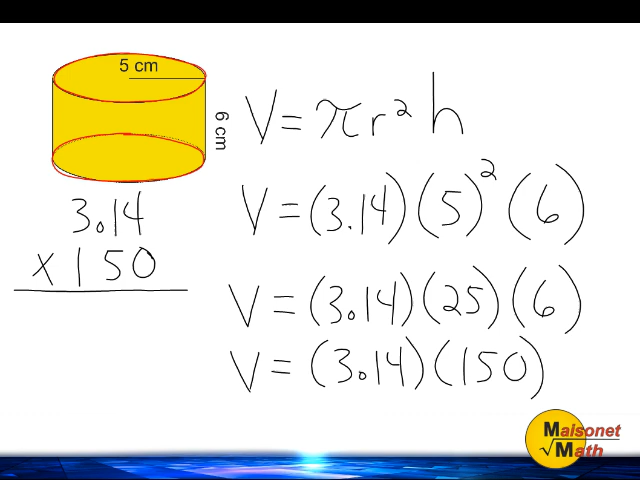 5 cm
6 cm
V = πr² h
V = (3.14)(5)² (6)
3.14
x 150
V = (3.14)(25)(6)
V = (3.14)(150)
Maisonet
√Math